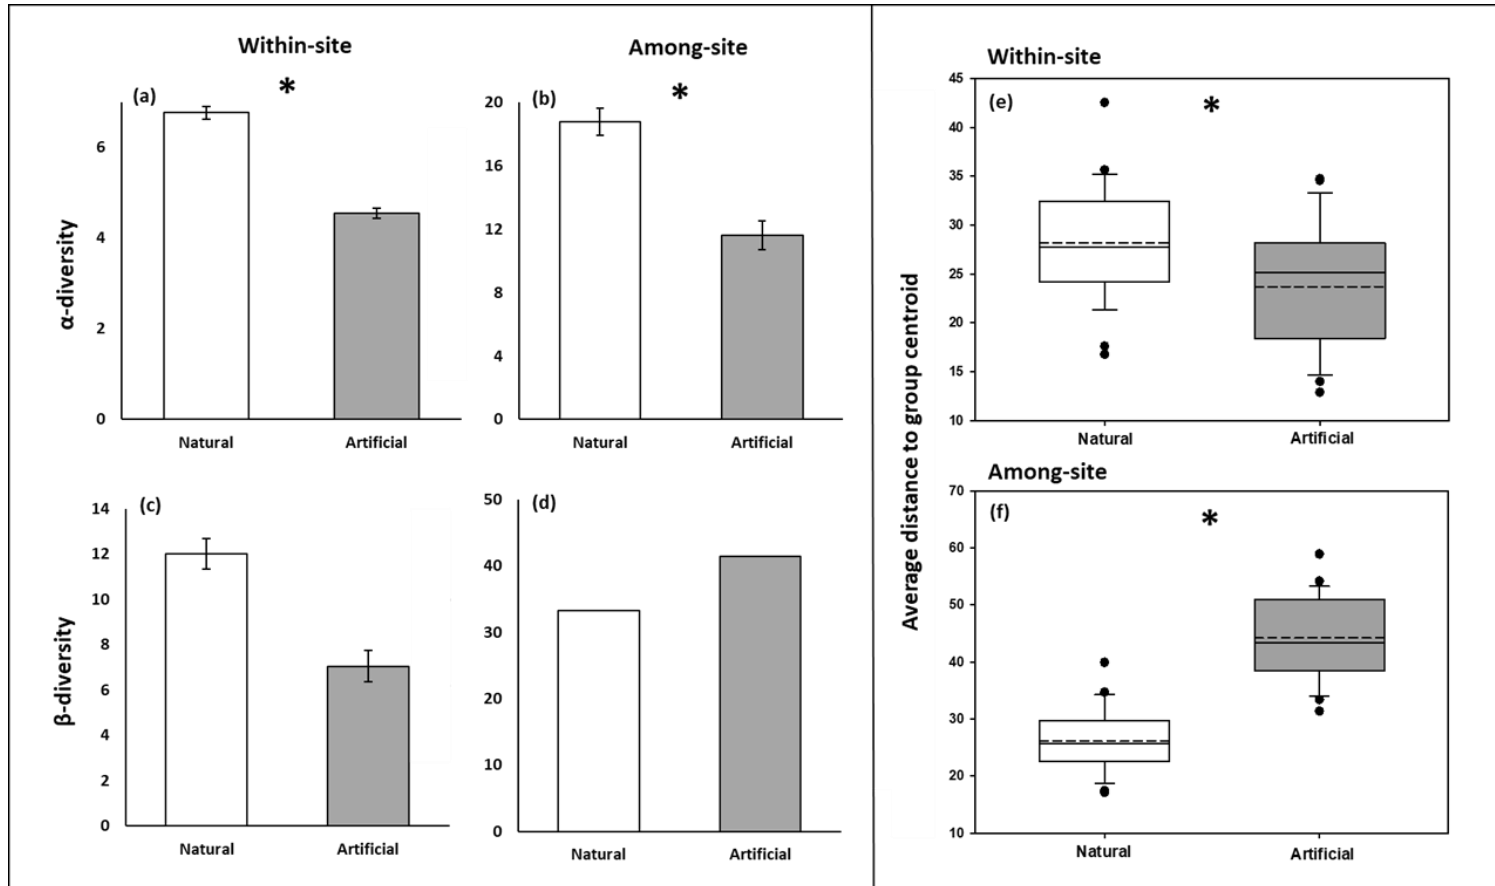 Within-site
Among-site
(a)
*
6
4
2
0
Natural
Artificial
α-diversity
(b)
*
20
16
12
8
4
0
Natural
Artificial
(c)
14
12
10
8
6
4
2
0
Natural
Artificial
β-diversity
(d)
50
40
30
20
10
0
Natural
Artificial
Average distance to group centroid
Within-site
(e)
*
45
40
35
30
25
20
15
10
Natural
Artificial
Among-site
(f)
*
70
60
50
40
30
20
10
Natural
Artificial